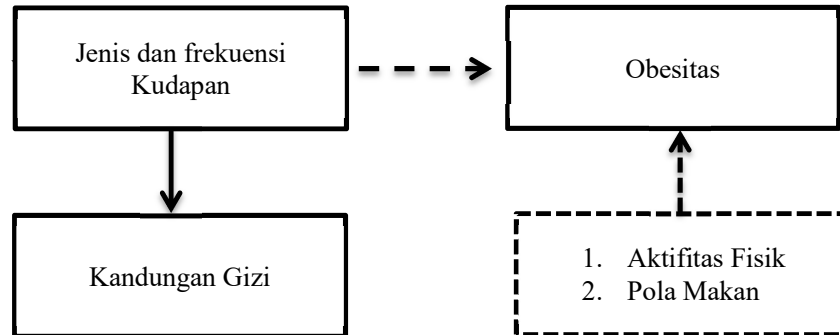 Jenis dan frekuensi
Kudapan
Obesitas
Kandungan Gizi
1. Aktifitas Fisik
2. Pola Makan